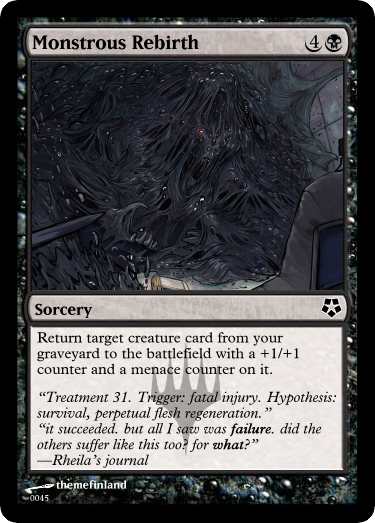 Monstrous Rebirth 4
Sorcery
Return target creature card from your
graveyard to the battlefield with a +1/+1
counter and a menace counter on it.
"Treatment 31. Trigger: fatal injury. Hypothesis:
survival, perpetual flesh regeneration."
"it succeeded. but all I saw was failure. did the
others suffer like this too? for what?"
—Rheila's journal
themefinland
0045